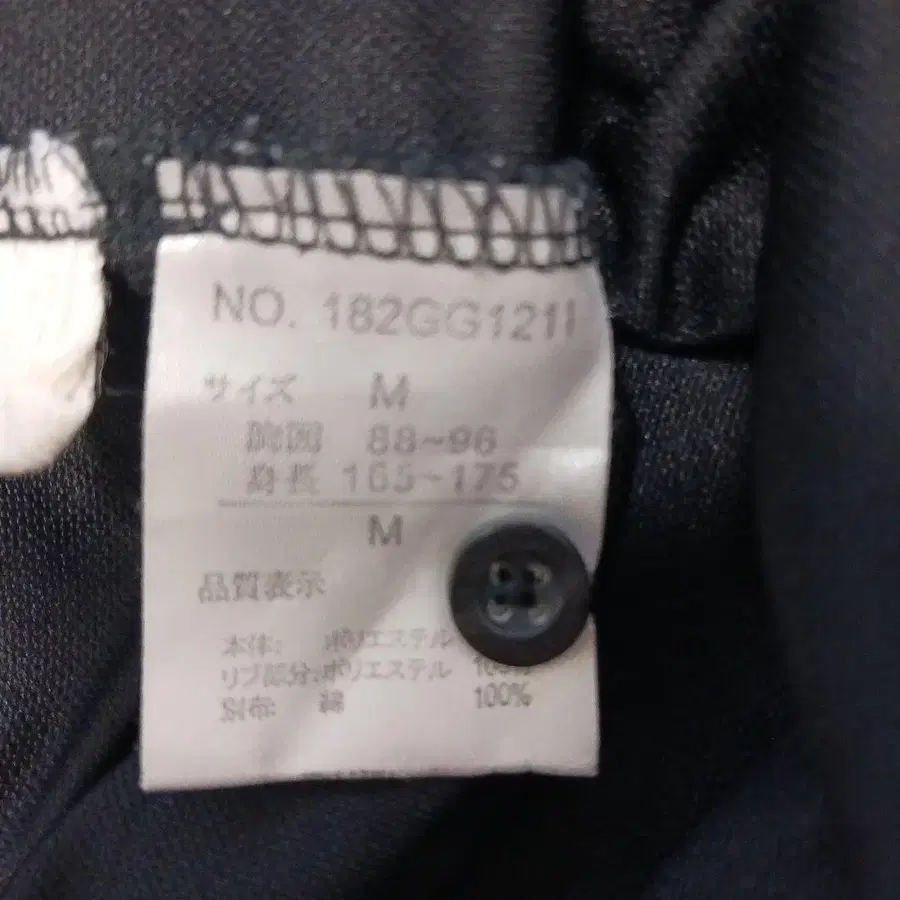 NO. 182GG121I
サイズ M
胸囲 88~96
身長 165~175
M
品質表示
本体: ポリエステル
リブ部分:ポリエステル
別布: 綿 100%